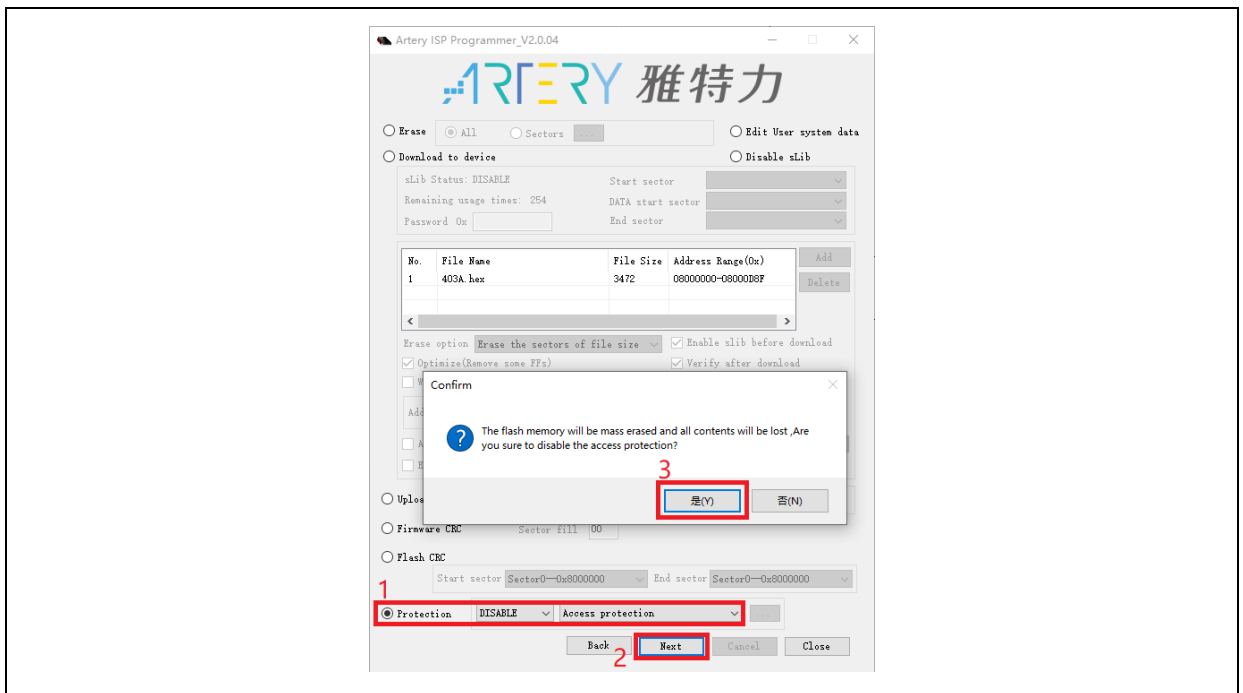 Artery ISP Programmer_V2.0.04
ARTERY 雅特力
Erase All Sectors ... Edit User system data
Download to device Disable sLib
sLib Status: DISABLE Start sector
Remaining usage times: 254 DATA start sector
Password 0x End sector
No. File Name File Size Address Range(0x) Add
1 403A.hex 3472 08000000-08000D8F Delete
Erase option Erase the sectors of file size Enable slib before download
Optimize(Remove some FFs) Verify after download
Confirm
The flash memory will be mass erased and all contents will be lost ,Are
you sure to disable the access protection?
3
是(Y) 否(N)
Firmware CRC Sector fill 00
Flash CRC
Start sector Sector0—0x8000000 End sector Sector0—0x8000000
1
Protection DISABLE Access protection ...
Back Next Cancel Close
2